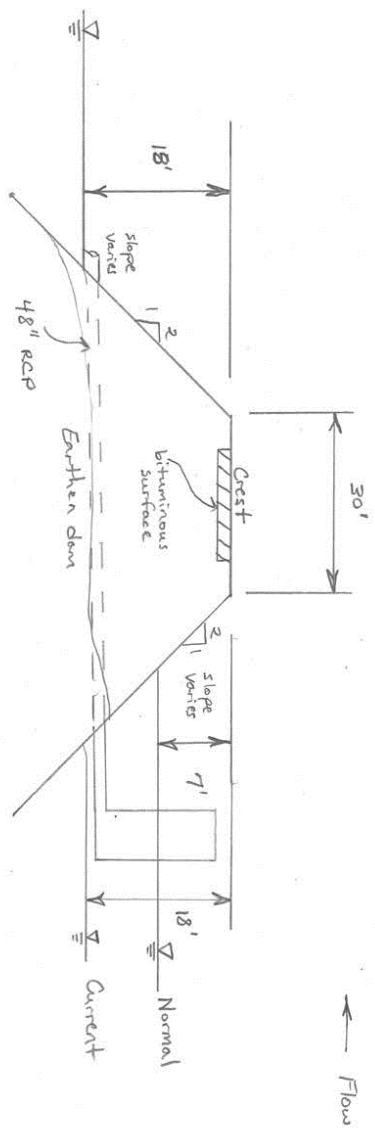 Flow
30'
Crest
bituminous
surface
18'
slope
varies
1
2
48" RCP
Earthen dam
2
1
slope
varies
7'
18'
Normal
Current